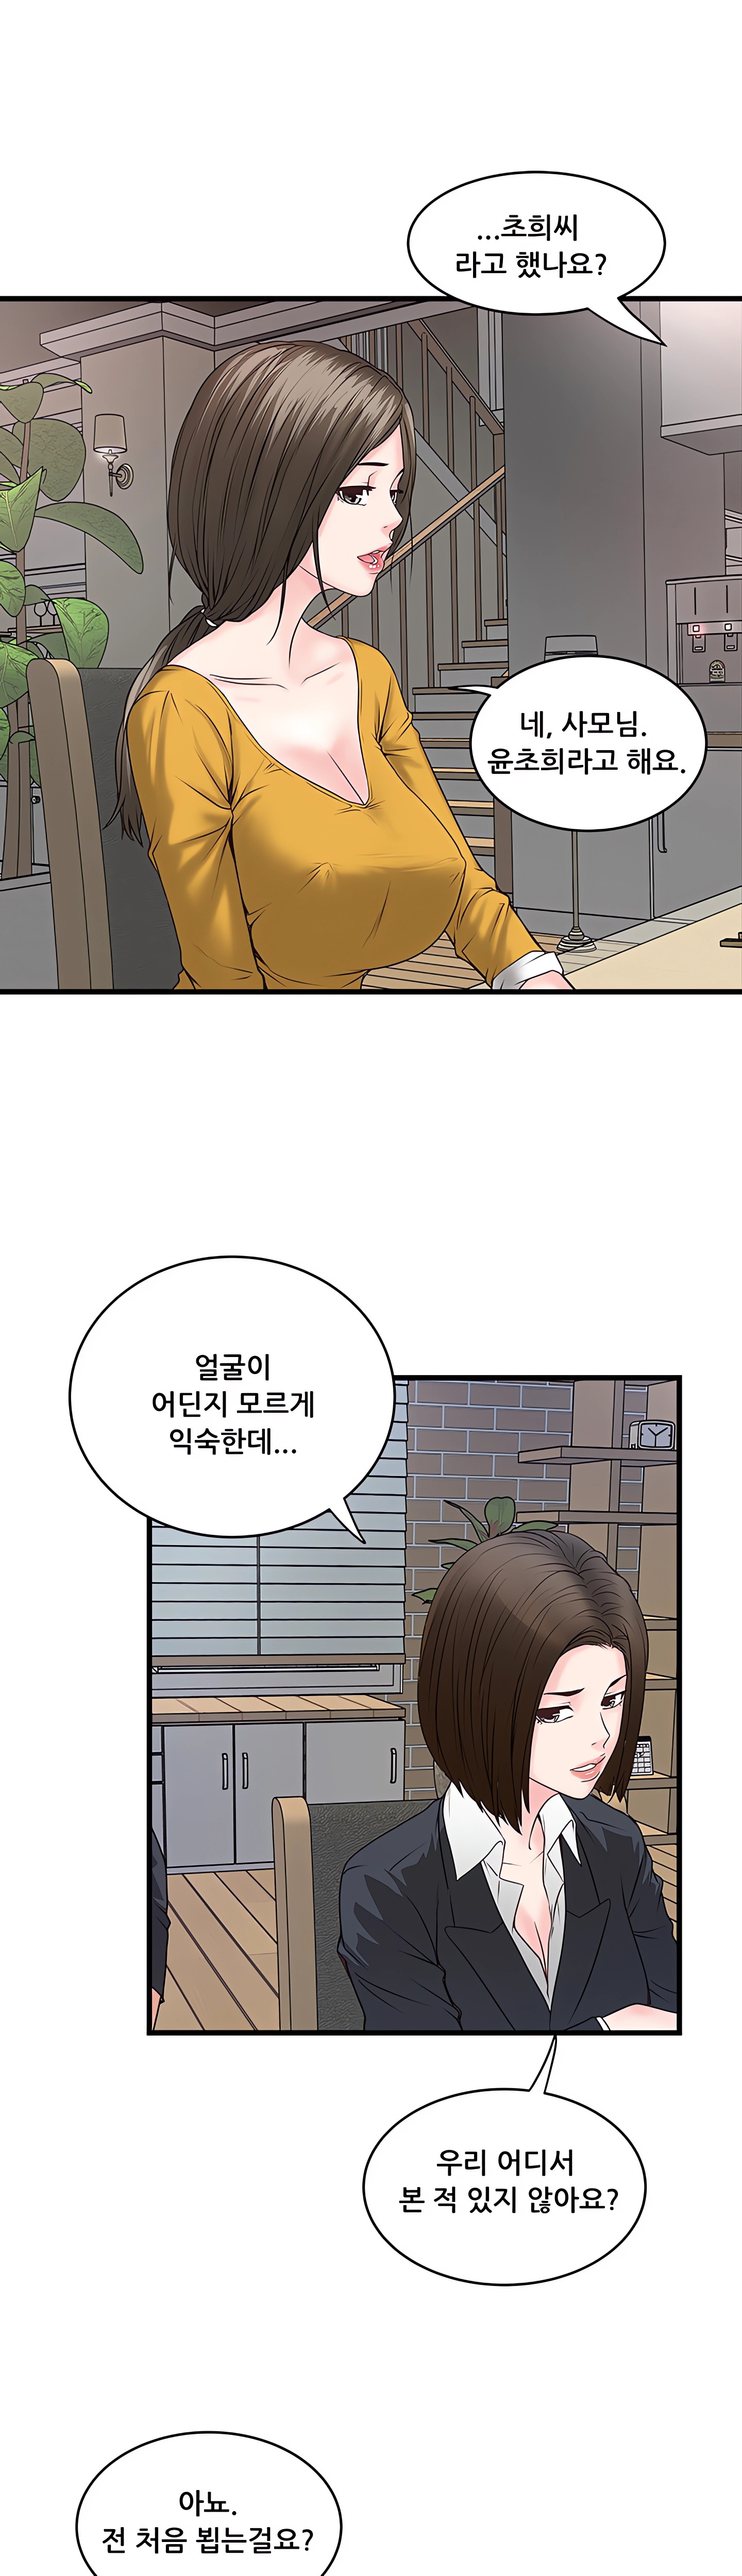 ...초희씨
라고 했나요?
네, 사모님.
윤초희라고 해요.
얼굴이
어딘지 모르게
익숙한데...
우리 어디서
본 적 있지 않아요?
아뇨.
전 처음 뵙는걸요?